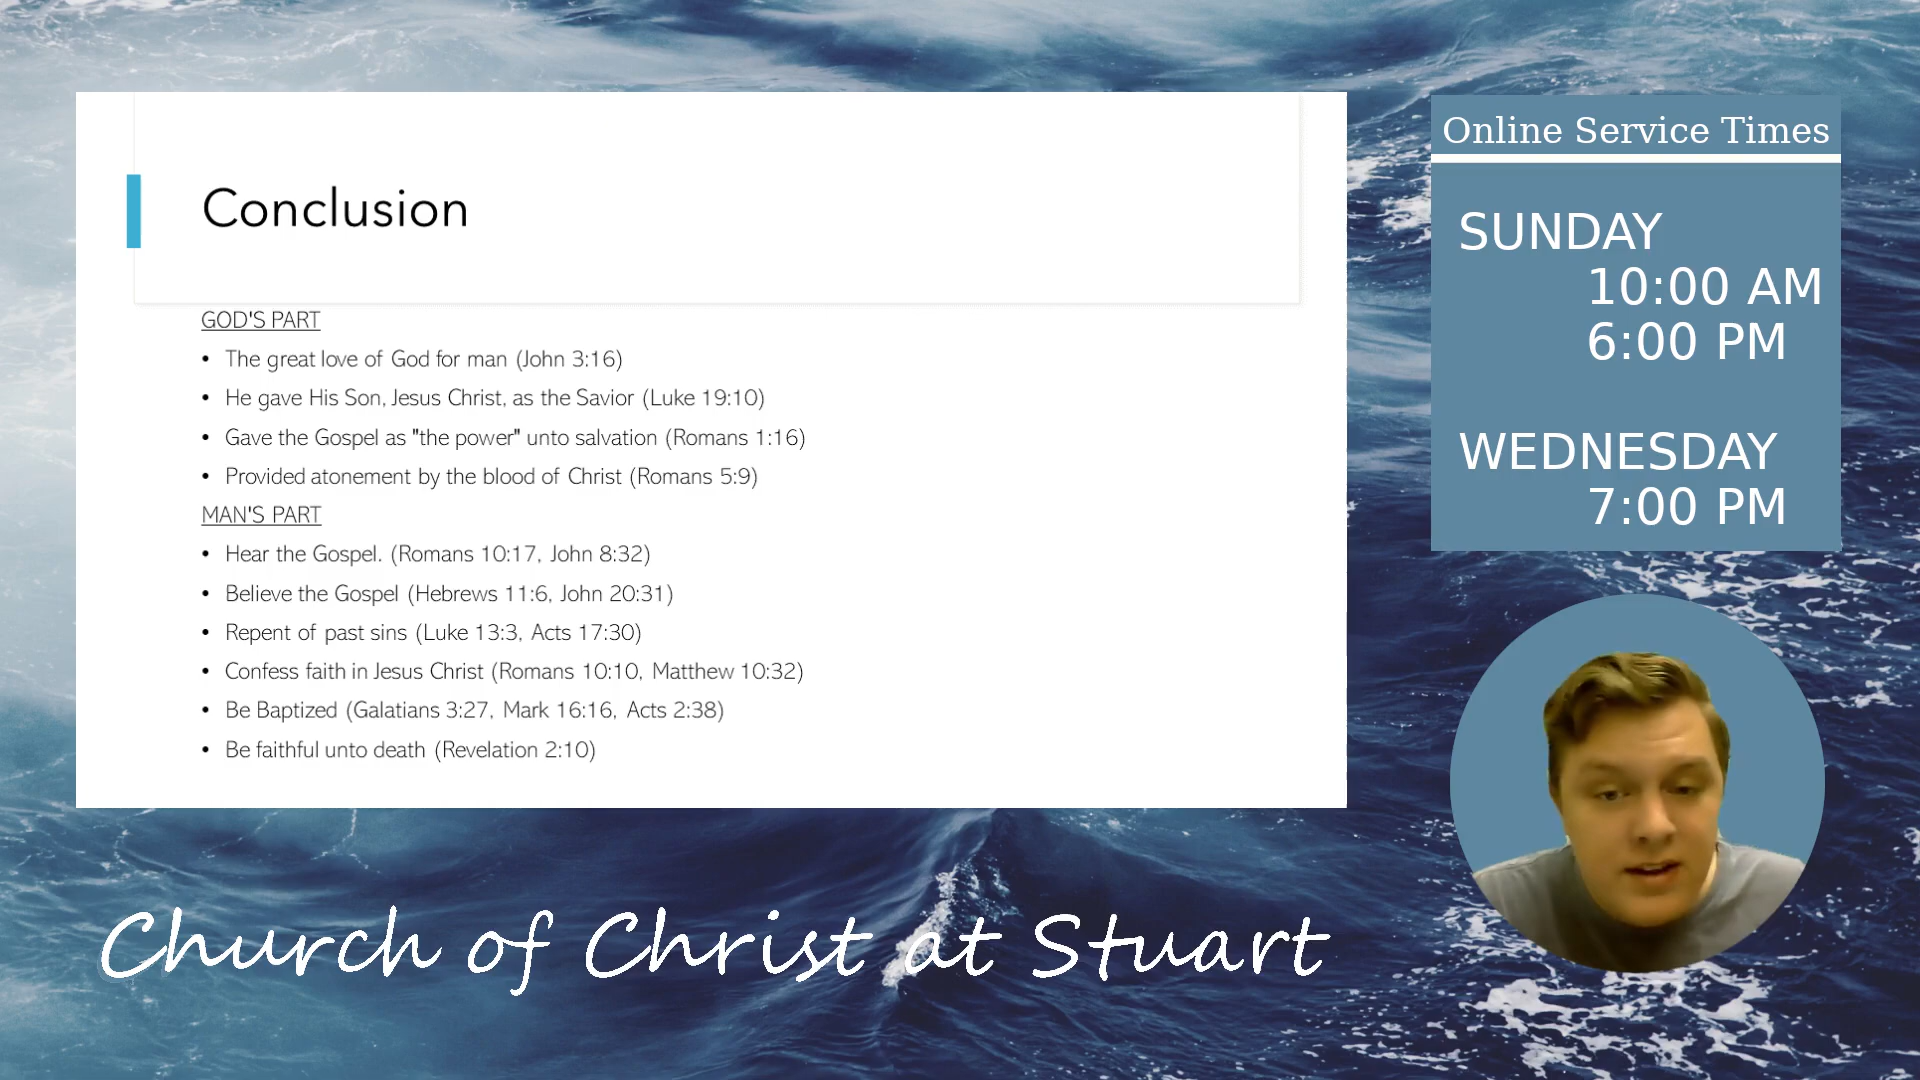 Conclusion
GOD'S PART
• The great love of God for man (John 3:16)
• He gave His Son, Jesus Christ, as the Savior (Luke 19:10)
• Gave the Gospel as "the power" unto salvation (Romans 1:16)
• Provided atonement by the blood of Christ (Romans 5:9)
MAN'S PART
• Hear the Gospel. (Romans 10:17, John 8:32)
• Believe the Gospel (Hebrews 11:6, John 20:31)
• Repent of past sins (Luke 13:3, Acts 17:30)
• Confess faith in Jesus Christ (Romans 10:10, Matthew 10:32)
• Be Baptized (Galatians 3:27, Mark 16:16, Acts 2:38)
• Be faithful unto death (Revelation 2:10)
Online Service Times
SUNDAY
10:00 AM
6:00 PM
WEDNESDAY
7:00 PM
Church of Christ at Stuart